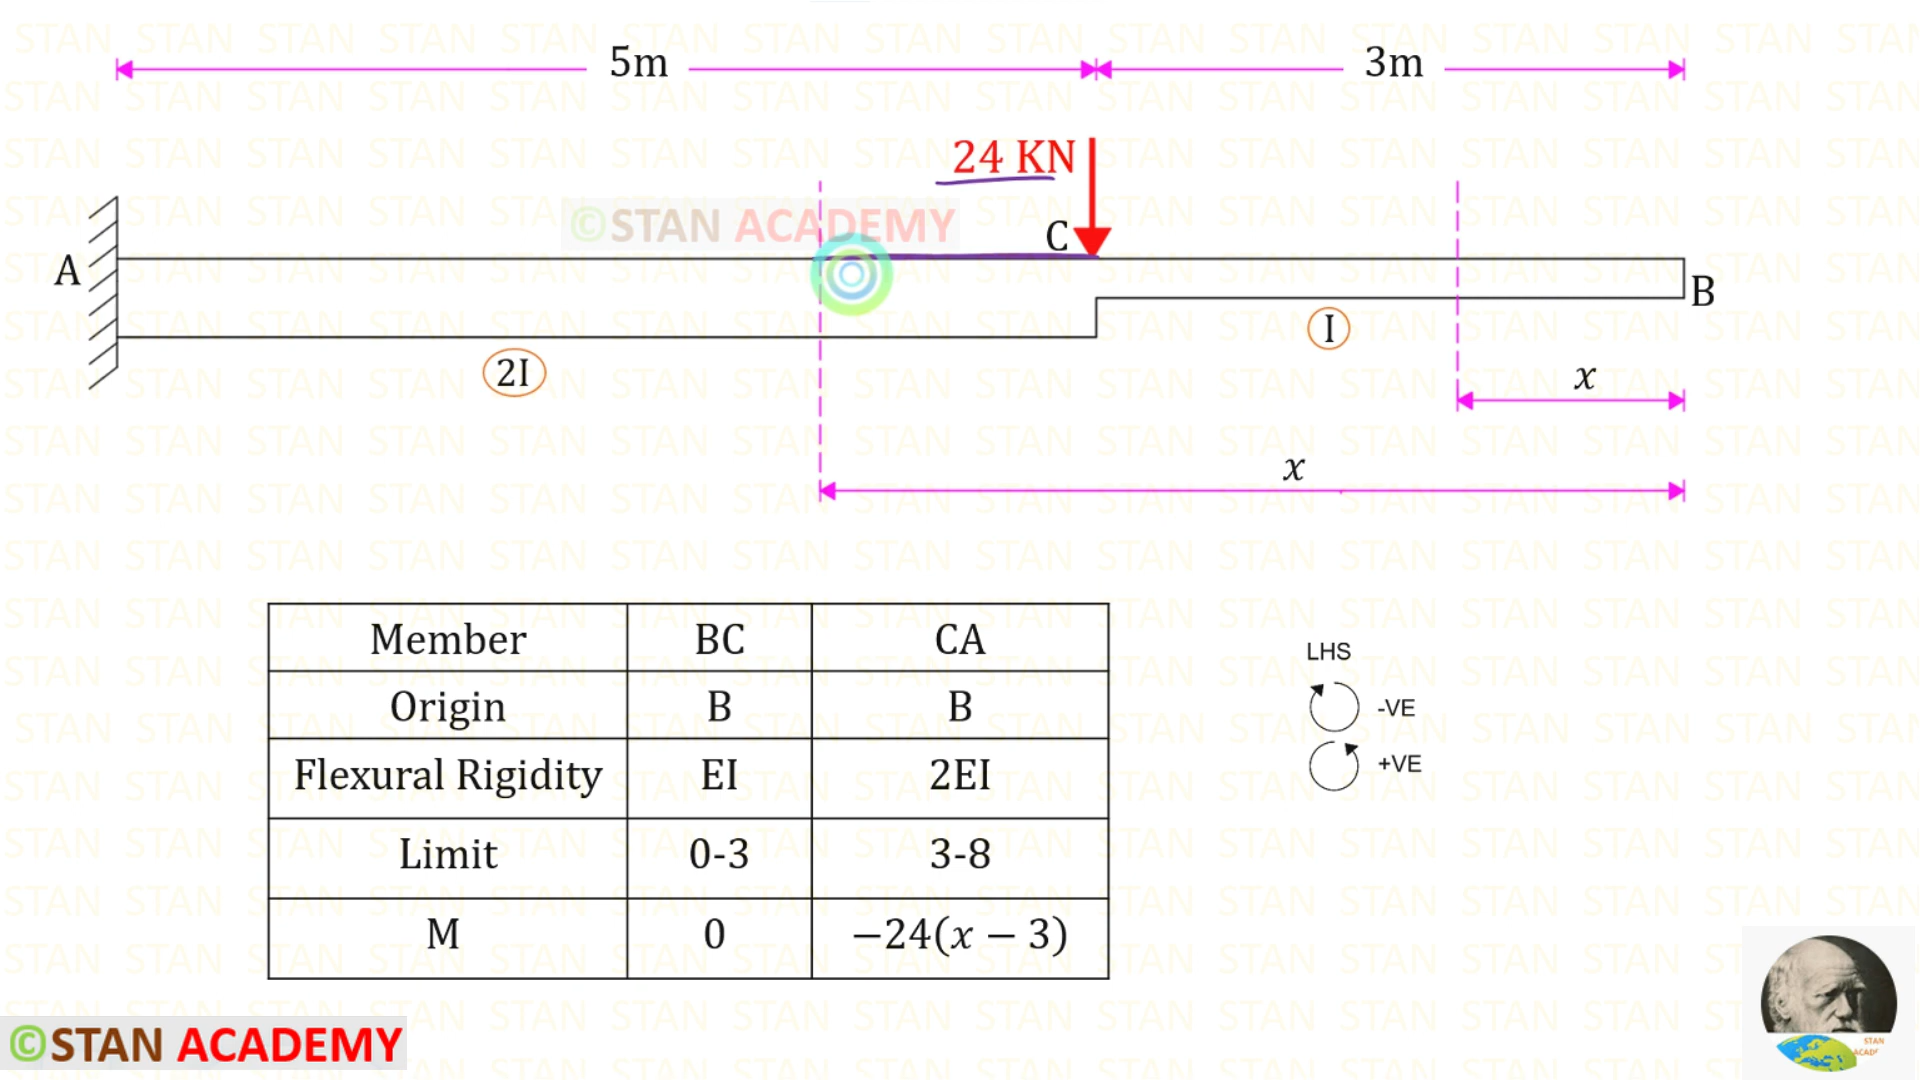 5m 3m
24 KN
©STAN ACADEMY
C
A
B
I
2I
x
x
Member BC CA
Origin B B
Flexural Rigidity EI 2EI
Limit 0-3 3-8
M 0 −24(x − 3)
LHS
-VE
+VE
©STAN ACADEMY
STAN